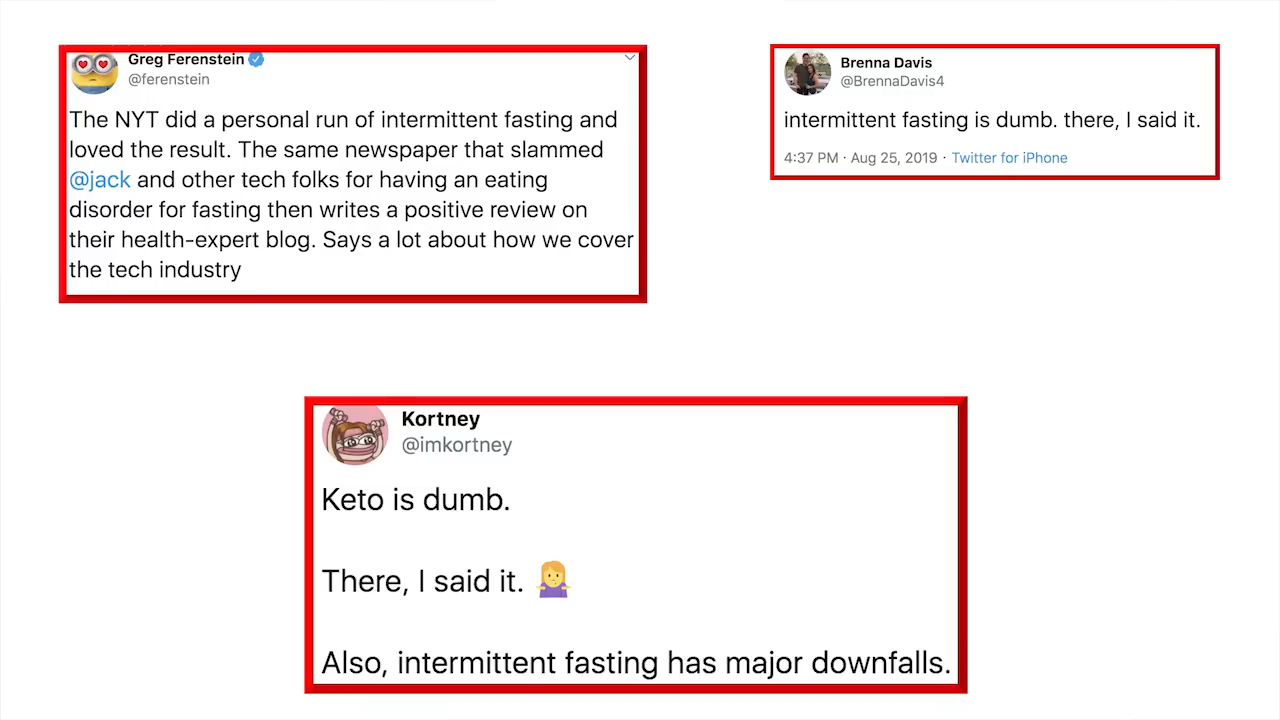 Greg Ferenstein
@ferenstein
The NYT did a personal run of intermittent fasting and
loved the result. The same newspaper that slammed
@jack and other tech folks for having an eating
disorder for fasting then writes a positive review on
their health-expert blog. Says a lot about how we cover
the tech industry
Brenna Davis
@BrennaDavis4
intermittent fasting is dumb. there, I said it.
4:37 PM · Aug 25, 2019 · Twitter for iPhone
Kortney
@imkortney
Keto is dumb.
There, I said it. 🤷‍♀️
Also, intermittent fasting has major downfalls.